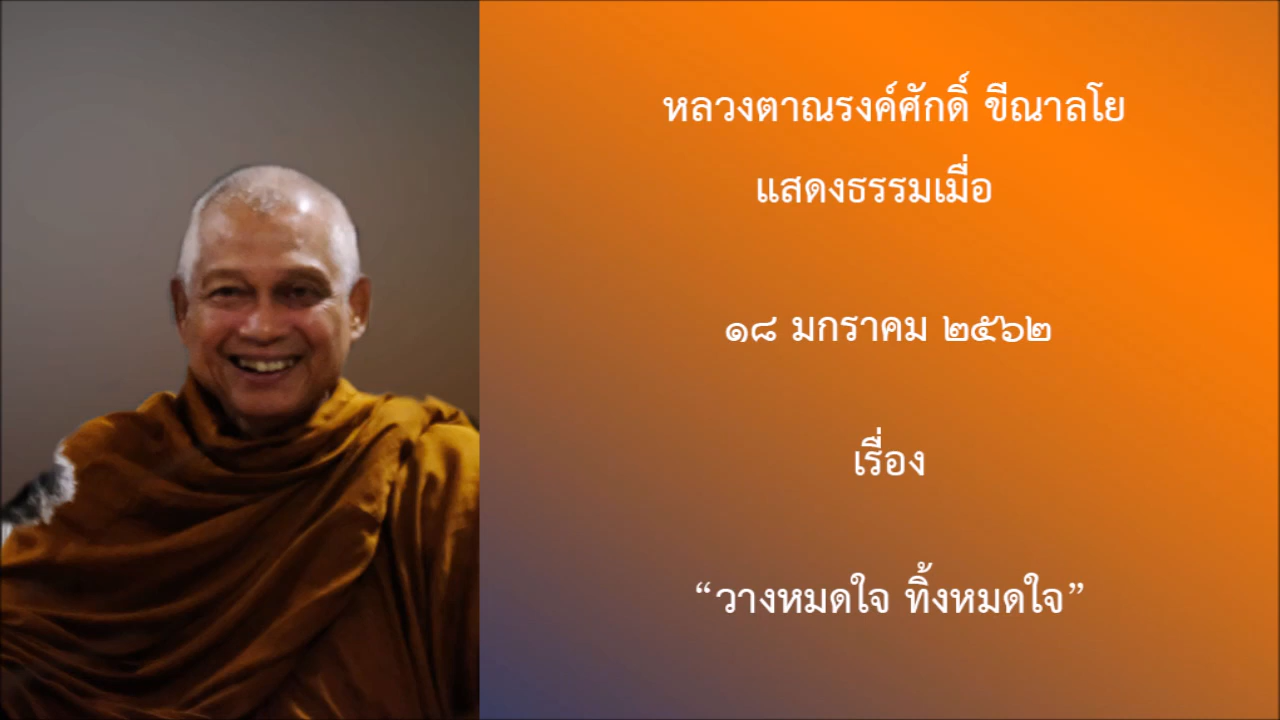 หลวงตาณรงค์ศักดิ์ ขีณาลโย
แสดงธรรมเมื่อ
๑๘ มกราคม ๒๕๖๒
เรื่อง
“วางหมดใจ ทิ้งหมดใจ”